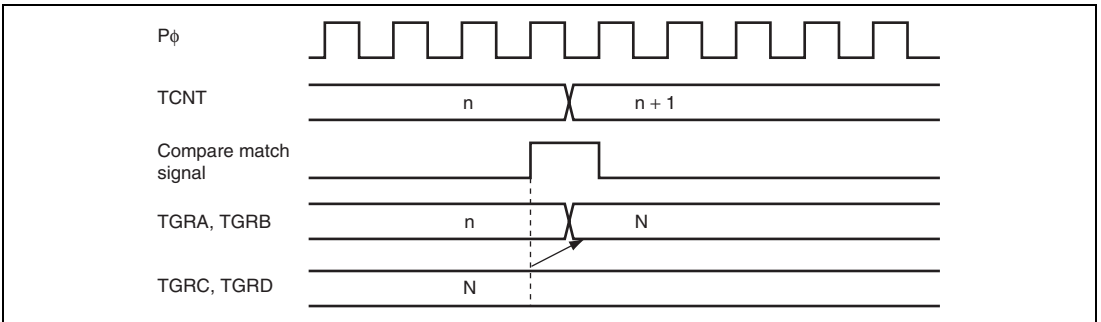 Pϕ
TCNT
n
n + 1
Compare match
signal
TGRA, TGRB
n
N
TGRC, TGRD
N